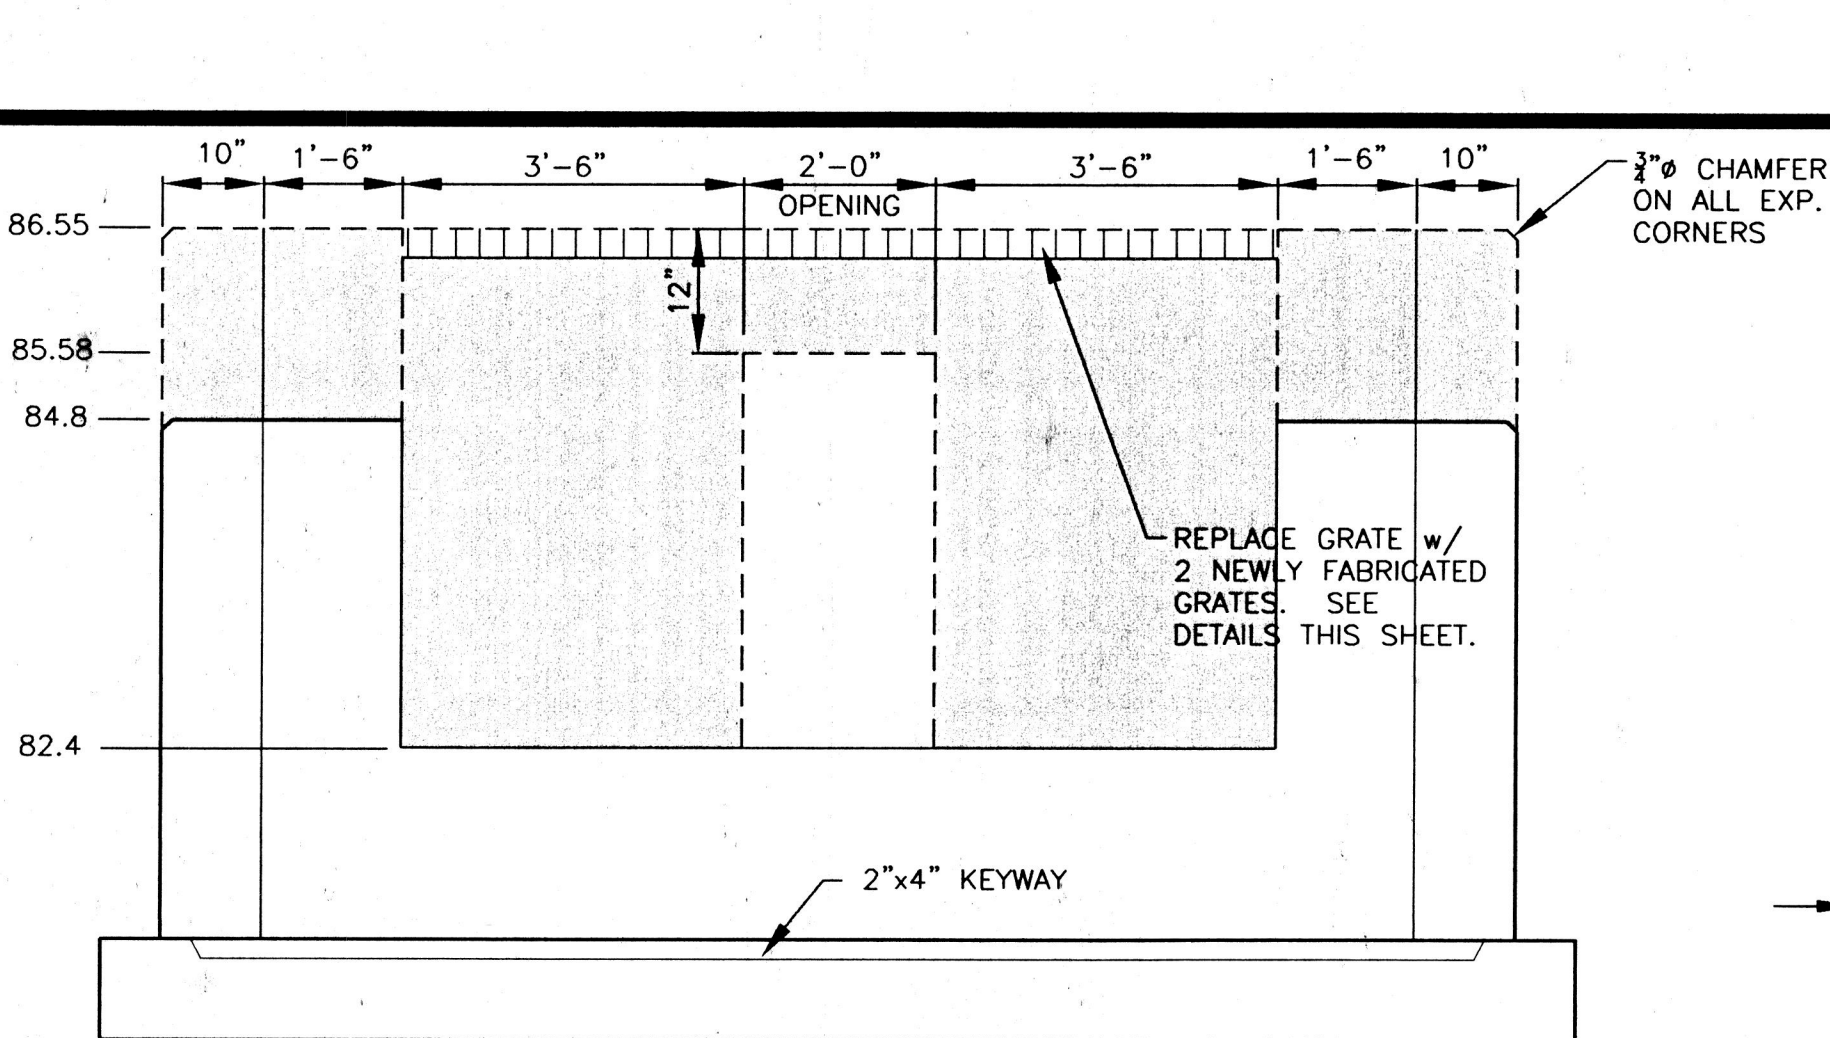 10" 1'-6" 3'-6" 2'-0" 3'-6" 1'-6" 10"
OPENING
3/4"ø CHAMFER
ON ALL EXP.
CORNERS
86.55
12"
85.58
84.8
REPLACE GRATE w/
2 NEWLY FABRICATED
GRATES. SEE
DETAILS THIS SHEET.
82.4
2"x4" KEYWAY